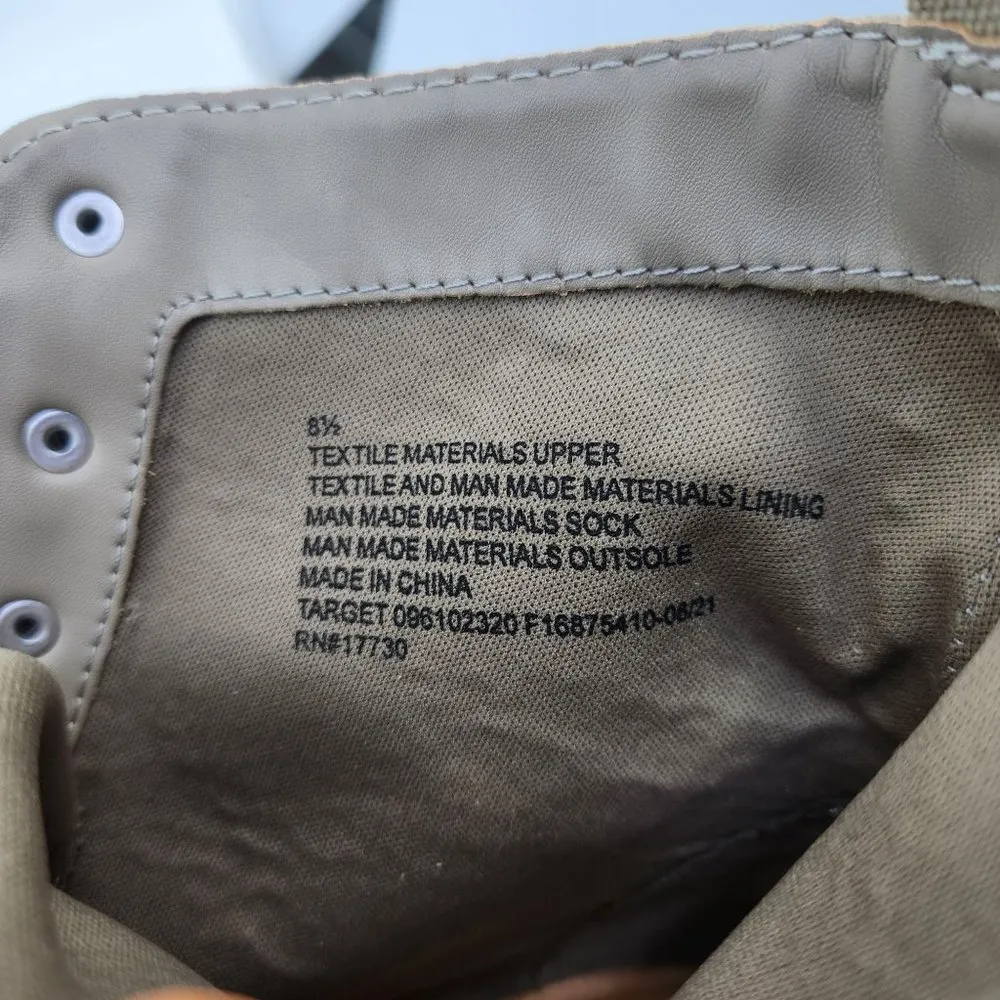 8½
TEXTILE MATERIALS UPPER
TEXTILE AND MAN MADE MATERIALS LINING
MAN MADE MATERIALS SOCK
MAN MADE MATERIALS OUTSOLE
MADE IN CHINA
TARGET 096102320 F16875410-06/21
RN#17730